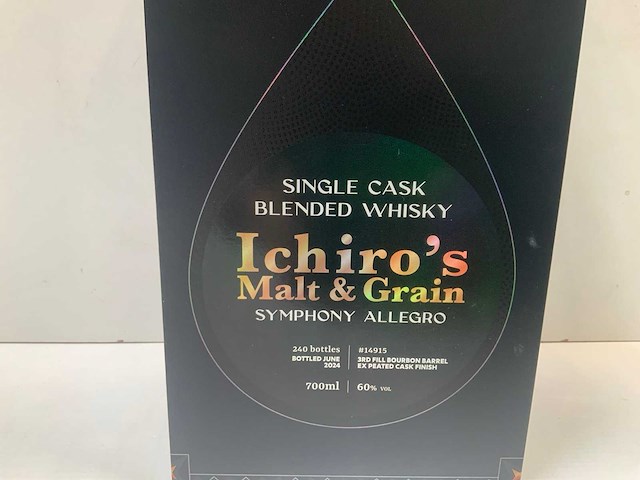 SINGLE CASK
BLENDED WHISKY
Ichiro's
Malt & Grain
SYMPHONY ALLEGRO
240 bottles
BOTTLED JUNE
2024
#14915
3RD FILL BOURBON BARREL
EX PEATED CASK FINISH
700ml
60% VOL